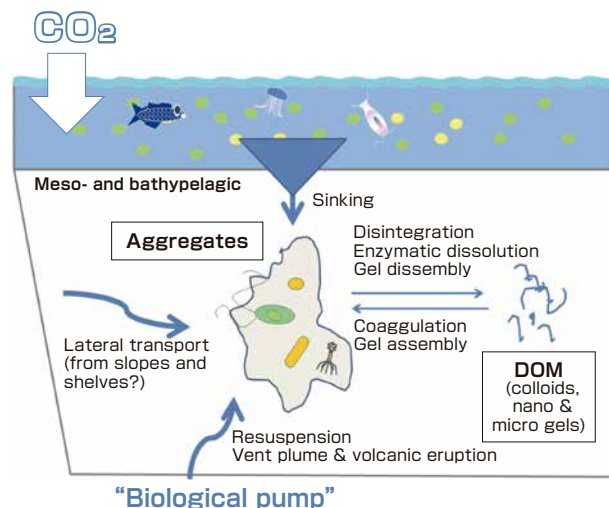 CO₂
Meso- and bathypelagic
Sinking
Aggregates
Disintegration
Enzymatic dissolution
Gel dissembly
Coaggulation
Gel assembly
Lateral transport
(from slopes and
shelves?)
DOM
(colloids,
nano &
micro gels)
Resuspension
Vent plume & volcanic eruption
“Biological pump”